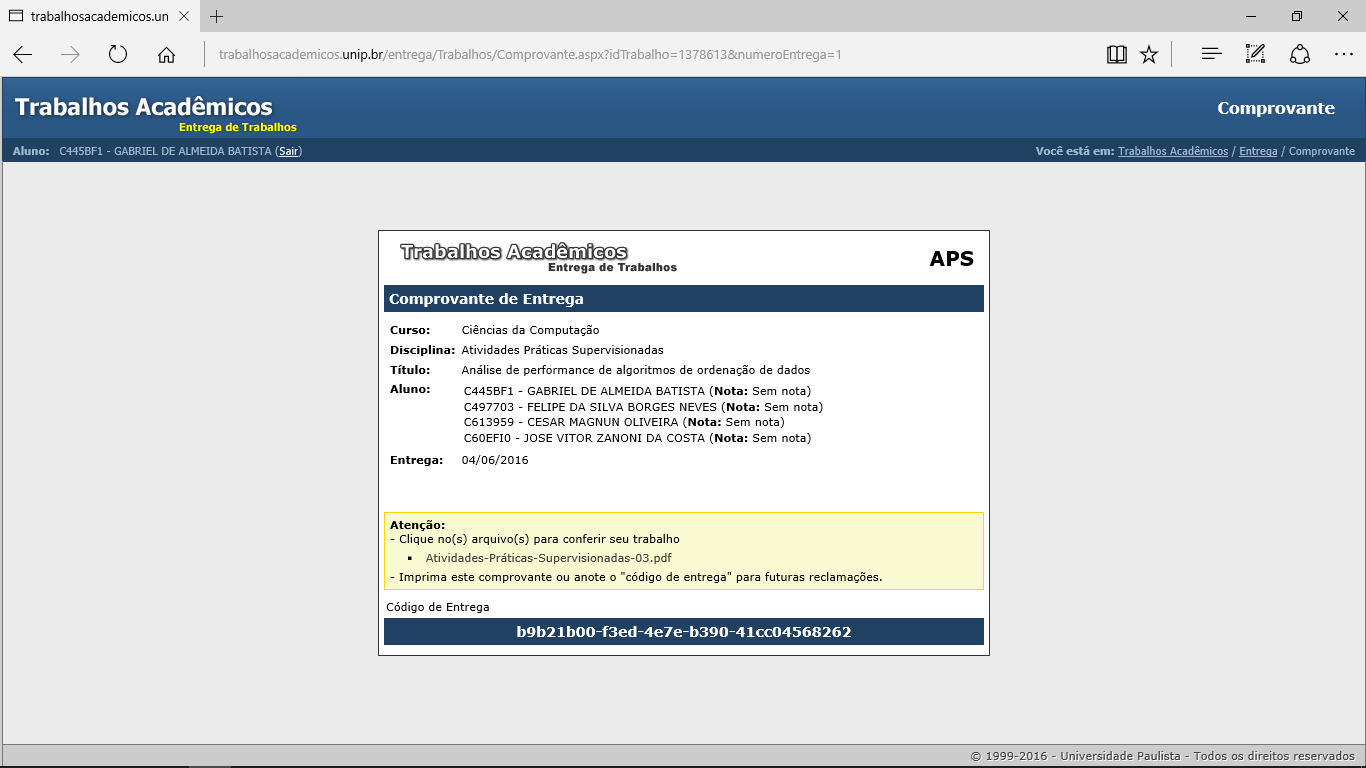 trabalhosacademicos.un
trabalhosacademicos.unip.br/entrega/Trabalhos/Comprovante.aspx?idTrabalho=1378613&numeroEntrega=1
Trabalhos Acadêmicos
Entrega de Trabalhos
Comprovante
Aluno: C445BF1 - GABRIEL DE ALMEIDA BATISTA (Sair)
Você está em: Trabalhos Acadêmicos / Entrega / Comprovante
Trabalhos Acadêmicos
Entrega de Trabalhos
APS
Comprovante de Entrega
Curso: Ciências da Computação
Disciplina: Atividades Práticas Supervisionadas
Título: Análise de performance de algoritmos de ordenação de dados
Aluno: C445BF1 - GABRIEL DE ALMEIDA BATISTA (Nota: Sem nota)
C497703 - FELIPE DA SILVA BORGES NEVES (Nota: Sem nota)
C613959 - CESAR MAGNUN OLIVEIRA (Nota: Sem nota)
C60EFI0 - JOSE VITOR ZANONI DA COSTA (Nota: Sem nota)
Entrega: 04/06/2016
Atenção:
- Clique no(s) arquivo(s) para conferir seu trabalho
▪ Atividades-Práticas-Supervisionadas-03.pdf
- Imprima este comprovante ou anote o "código de entrega" para futuras reclamações.
Código de Entrega
b9b21b00-f3ed-4e7e-b390-41cc04568262
© 1999-2016 - Universidade Paulista - Todos os direitos reservados